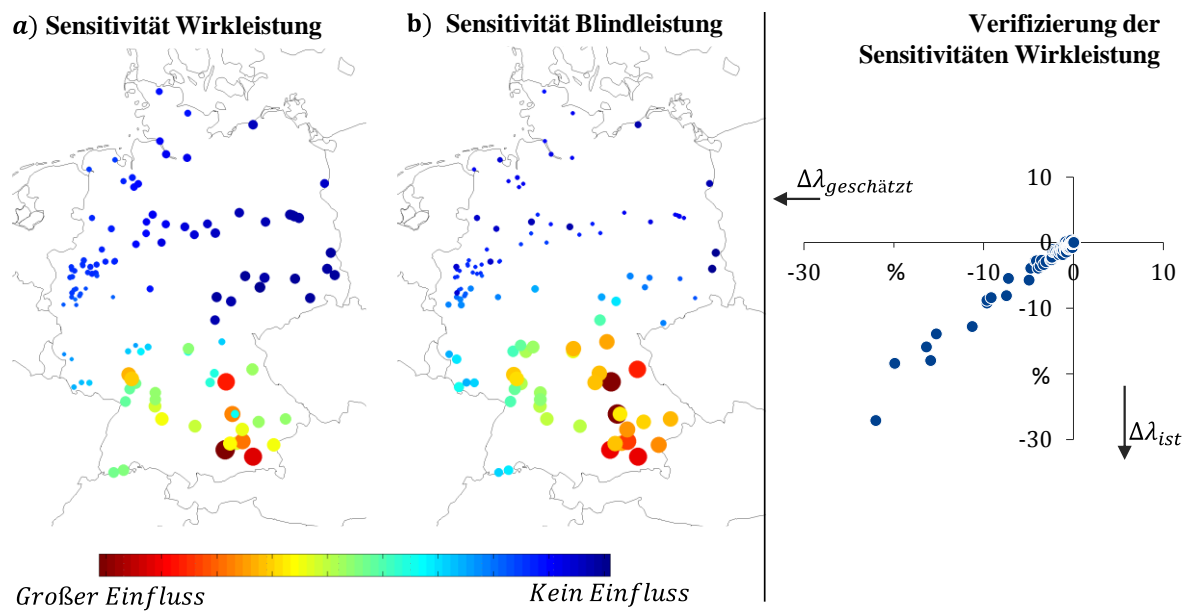 a) Sensitivität Wirkleistung
b) Sensitivität Blindleistung
Großer Einfluss
Kein Einfluss
Verifizierung der
Sensitivitäten Wirkleistung
Δλgeschätzt
10
0
-30
%
-10
0
10
-10
%
-30
Δλist